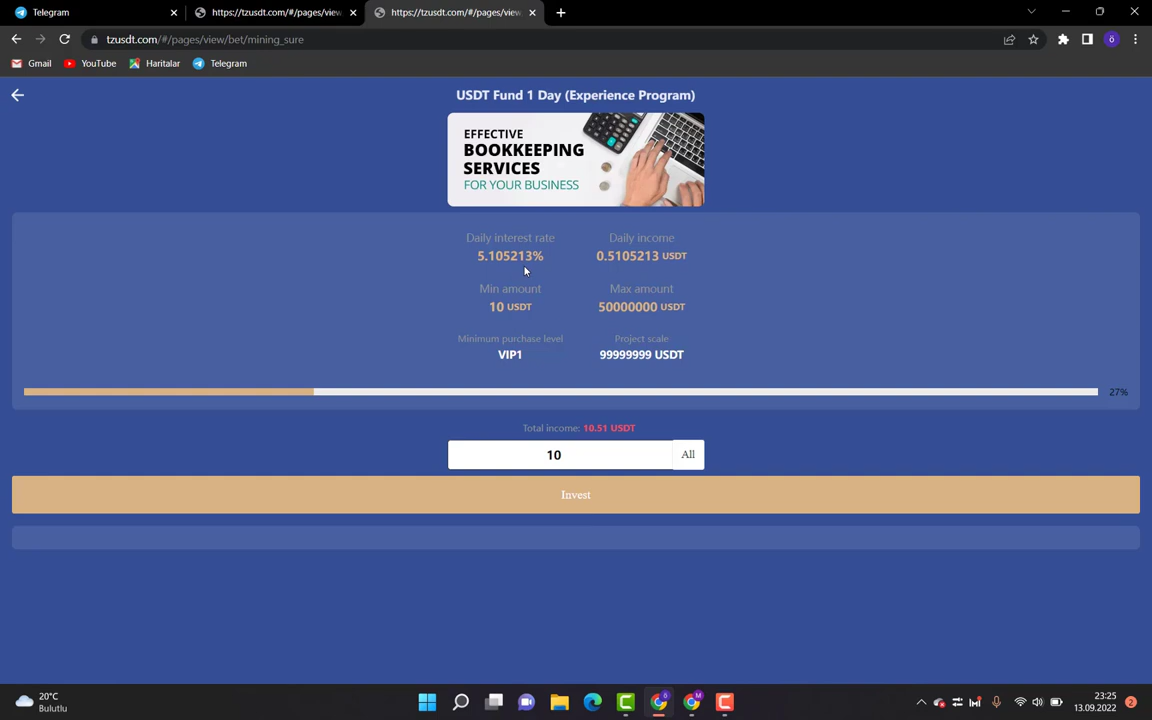 Telegram
https://tzusdt.com/#/pages/view
https://tzusdt.com/#/pages/view
tzusdt.com/#/pages/view/bet/mining_sure
Gmail YouTube Haritalar Telegram
USDT Fund 1 Day (Experience Program)
EFFECTIVE
BOOKKEEPING
SERVICES
FOR YOUR BUSINESS
Daily interest rate Daily income
5.105213% 0.5105213 USDT
Min amount Max amount
10 USDT 50000000 USDT
Minimum purchase level Project scale
VIP1 99999999 USDT
27%
Total income: 10.51 USDT
10 All
Invest
20°C
Bulutlu
23:25
13.09.2022
2
ö
M
ö